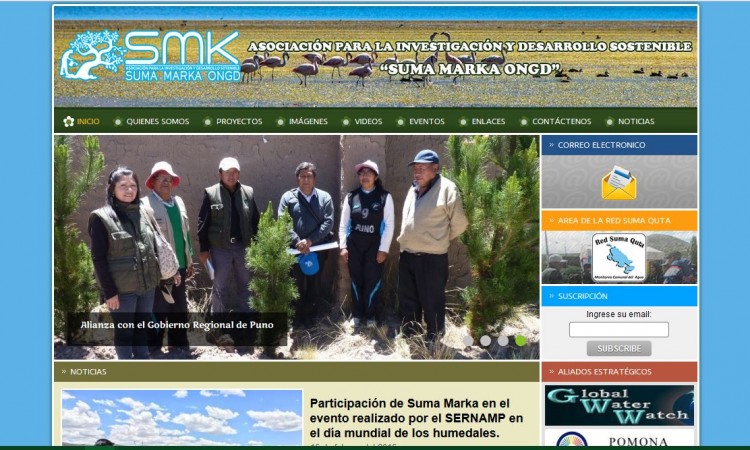 SMK
ASOCIACIÓN PARA LA INVESTIGACIÓN Y DESARROLLO SOSTENIBLE
SUMA MARKA ONGD
ASOCIACIÓN PARA LA INVESTIGACIÓN Y DESARROLLO SOSTENIBLE
"SUMA MARKA ONGD"
INICIO QUIENES SOMOS PROYECTOS IMÁGENES VIDEOS EVENTOS ENLACES CONTÁCTENOS NOTICIAS
9
PUNO
Alianza con el Gobierno Regional de Puno
» CORREO ELECTRONICO
» AREA DE LA RED SUMA QUTA
Red Suma Quta
Monitoreo Comunal del Agua
» SUSCRIPCIÓN
Ingrese su email:
SUBSCRIBE
» NOTICIAS
Participación de Suma Marka en el
evento realizado por el SERNAMP en
el día mundial de los humedales.
» ALIADOS ESTRATÉGICOS
Global
Water
Watch
POMONA